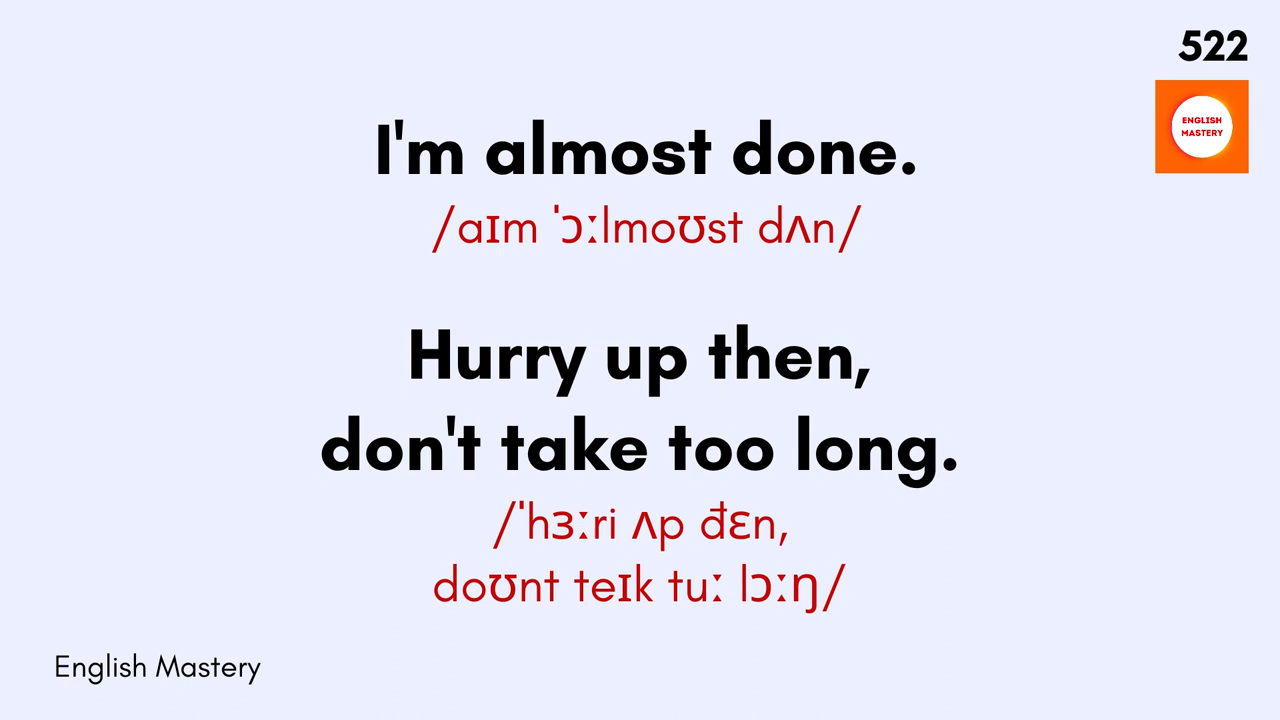 522
ENGLISH
MASTERY
I'm almost done.
/aɪm ˈɔːlmoʊst dʌn/
Hurry up then,
don't take too long.
/ˈhɜːri ʌp đɛn,
doʊnt teɪk tuː lɔːŋ/
English Mastery